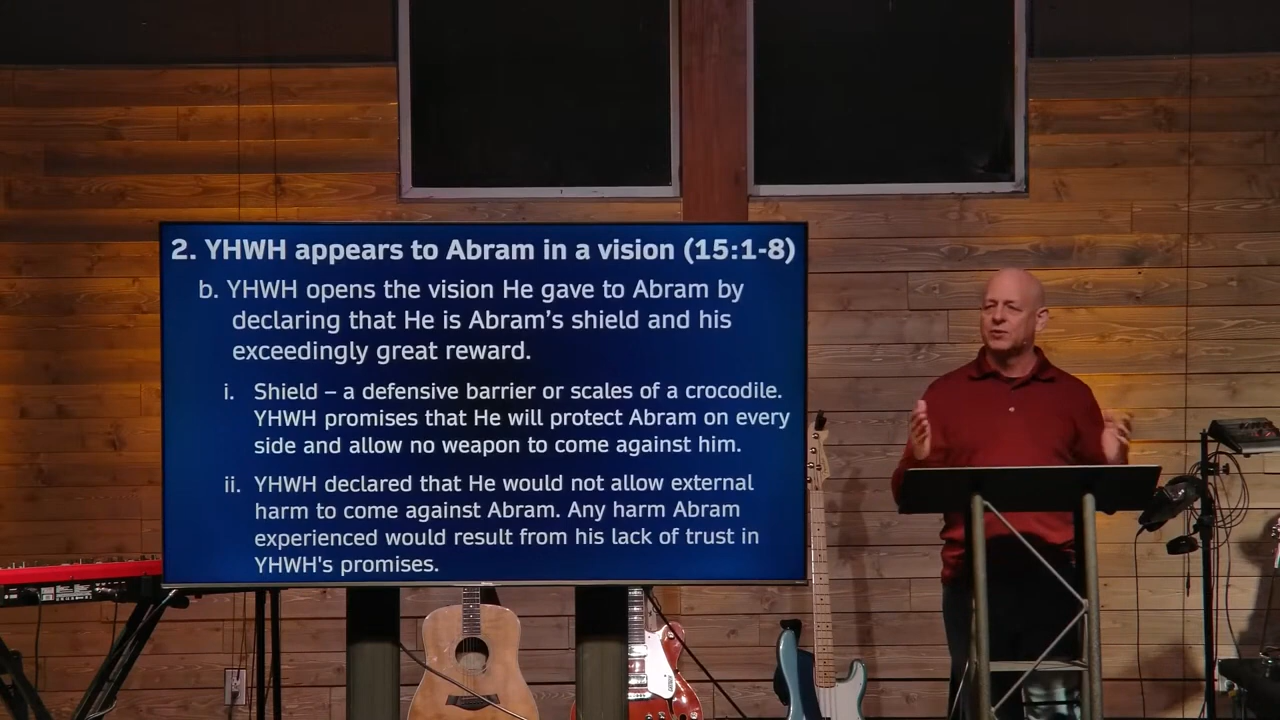 2. YHWH appears to Abram in a vision (15:1-8)
b. YHWH opens the vision He gave to Abram by
declaring that He is Abram’s shield and his
exceedingly great reward.
i. Shield – a defensive barrier or scales of a crocodile.
YHWH promises that He will protect Abram on every
side and allow no weapon to come against him.
ii. YHWH declared that He would not allow external
harm to come against Abram. Any harm Abram
experienced would result from his lack of trust in
YHWH's promises.